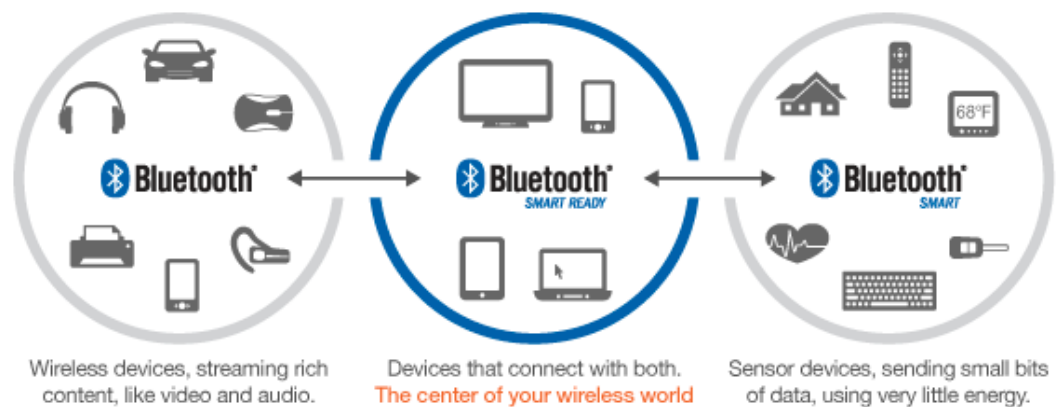 68°F
Bluetooth
Bluetooth
SMART READY
Bluetooth
SMART
Wireless devices, streaming rich
content, like video and audio.
Devices that connect with both.
The center of your wireless world
Sensor devices, sending small bits
of data, using very little energy.